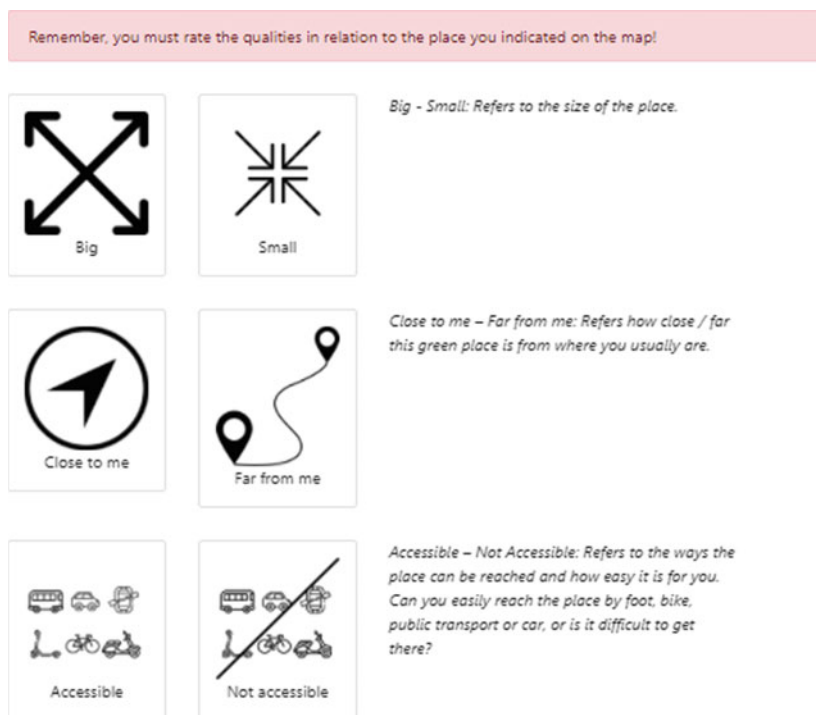 Remember, you must rate the qualities in relation to the place you indicated on the map!
Big - Small: Refers to the size of the place.
Big
Small
Close to me – Far from me: Refers how close / far
this green place is from where you usually are.
Close to me
Far from me
Accessible – Not Accessible: Refers to the ways the
place can be reached and how easy it is for you.
Can you easily reach the place by foot, bike,
public transport or car, or is it difficult to get
there?
Accessible
Not accessible